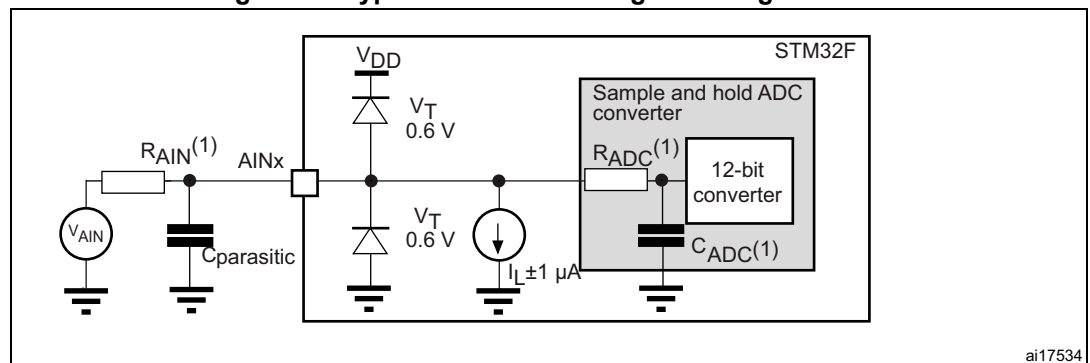 STM32F
VDD
Sample and hold ADC
converter
VT
0.6 V
RAIN(1)
AINx
RADC(1)
12-bit
converter
VAIN
Cparasitic
VT
0.6 V
IL±1 µA
CADC(1)
ai17534